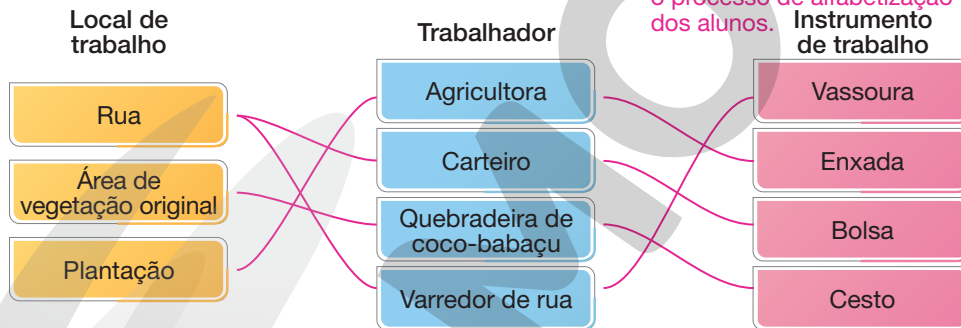 o processo de alfabetização
dos alunos.
Local de
trabalho
Trabalhador
Instrumento
de trabalho
Rua
Área de
vegetação original
Plantação
Agricultora
Carteiro
Quebradeira de
coco-babaçu
Varredor de rua
Vassoura
Enxada
Bolsa
Cesto